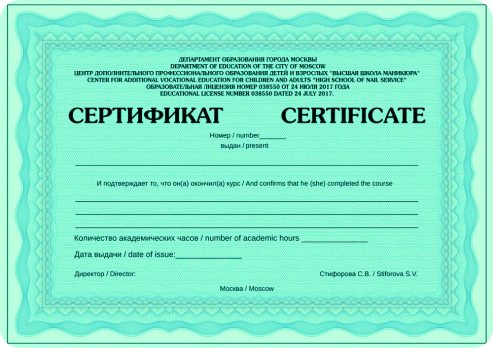 ДЕПАРТАМЕНТ ОБРАЗОВАНИЯ ГОРОДА МОСКВЫ
DEPARTMENT OF EDUCATION OF THE CITY OF MOSCOW
ЦЕНТР ДОПОЛНИТЕЛЬНОГО ПРОФЕССИОНАЛЬНОГО ОБРАЗОВАНИЯ ДЕТЕЙ И ВЗРОСЛЫХ "ВЫСШАЯ ШКОЛА МАНИКЮРА"
CENTER FOR ADDITIONAL VOCATIONAL EDUCATION FOR CHILDREN AND ADULTS "HIGH SCHOOL OF NAIL SERVICE"
ОБРАЗОВАТЕЛЬНАЯ ЛИЦЕНЗИЯ НОМЕР 038550 ОТ 24 ИЮЛЯ 2017 ГОДА
EDUCATIONAL LICENSE NUMBER 038550 DATED 24 JULY 2017.
СЕРТИФИКАТ CERTIFICATE
Номер / number_______
выдан / present
И подтверждает то, что он(а) окончил(а) курс / And confirms that he (she) completed the course
Количество академических часов / number of academic hours _______________
Дата выдачи / date of issue:_______________
Директор / Director: Стифорова С.В. / Stiforova S.V.
Москва / Moscow